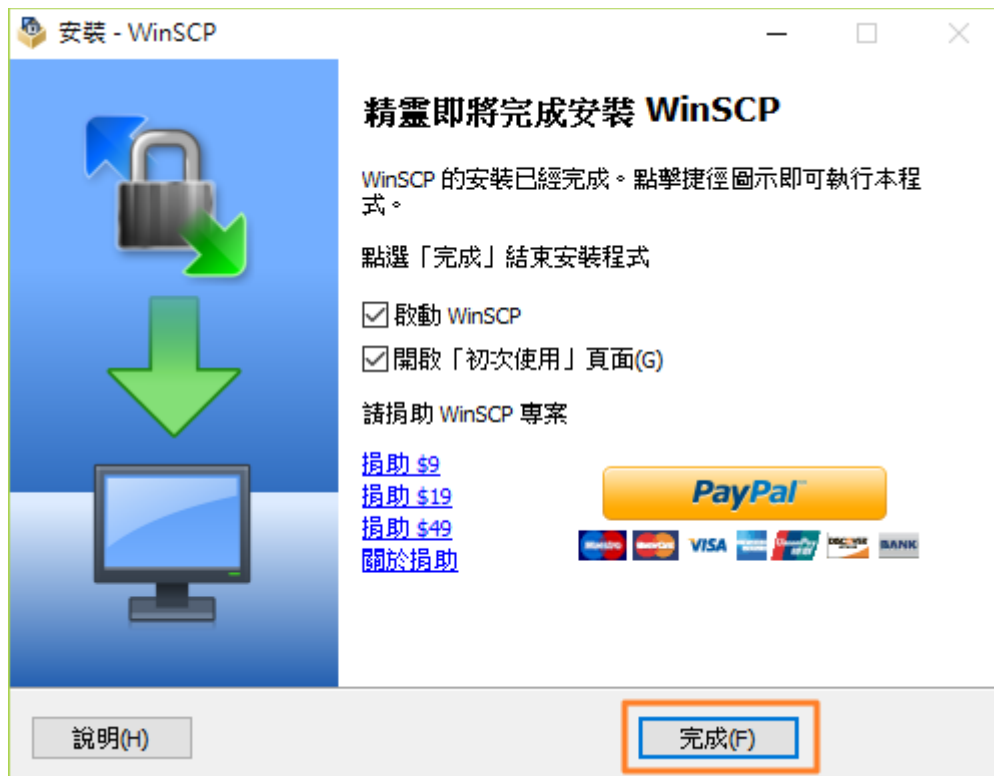 安裝 - WinSCP
精靈即將完成安裝 WinSCP
WinSCP 的安裝已經完成。點擊捷徑圖示即可執行本程
式。
點選「完成」結束安裝程式
啟動 WinSCP
開啟「初次使用」頁面(G)
請捐助 WinSCP 專案
捐助 $9
捐助 $19
捐助 $49
關於捐助
PayPal
VISA
BANK
說明(H)
完成(F)